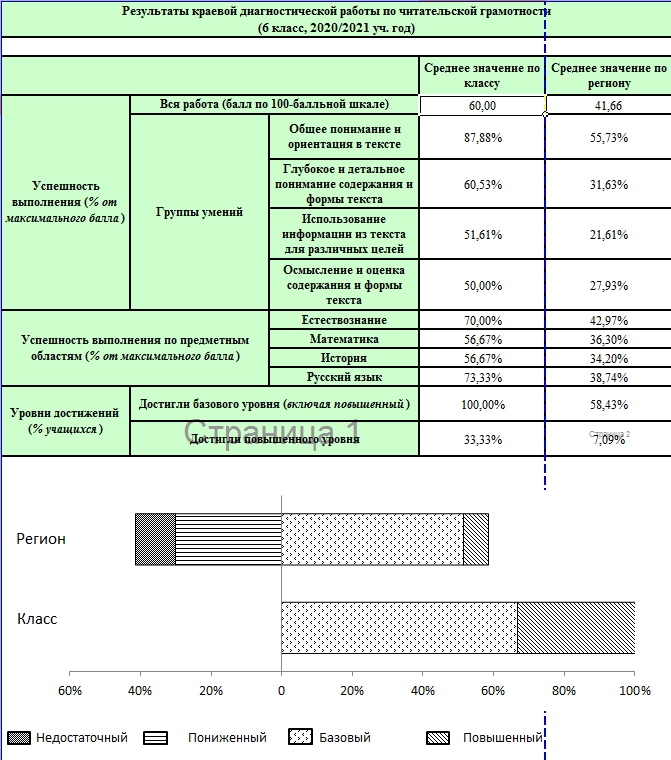 Результаты краевой диагностической работы по читательской грамотности
(6 класс, 2020/2021 уч. год)
Среднее значение по классу
Среднее значение по региону
Успешность выполнения (% от максимального балла)
Вся работа (балл по 100-балльной шкале)
60,00
41,66
Группы умений
Общее понимание и ориентация в тексте
87,88%
55,73%
Глубокое и детальное понимание содержания и формы текста
60,53%
31,63%
Использование информации из текста для различных целей
51,61%
21,61%
Осмысление и оценка содержания и формы текста
50,00%
27,93%
Успешность выполнения по предметным областям (% от максимального балла)
Естествознание
70,00%
42,97%
Математика
56,67%
36,30%
История
56,67%
34,20%
Русский язык
73,33%
38,74%
Уровни достижений (% учащихся)
Достигли базового уровня (включая повышенный)
100,00%
58,43%
Достигли повышенного уровня
33,33%
7,09%
Страница 1
Страница 2
Регион
Класс
60% 40% 20% 0 20% 40% 60% 80% 100%
Недостаточный Пониженный Базовый Повышенный